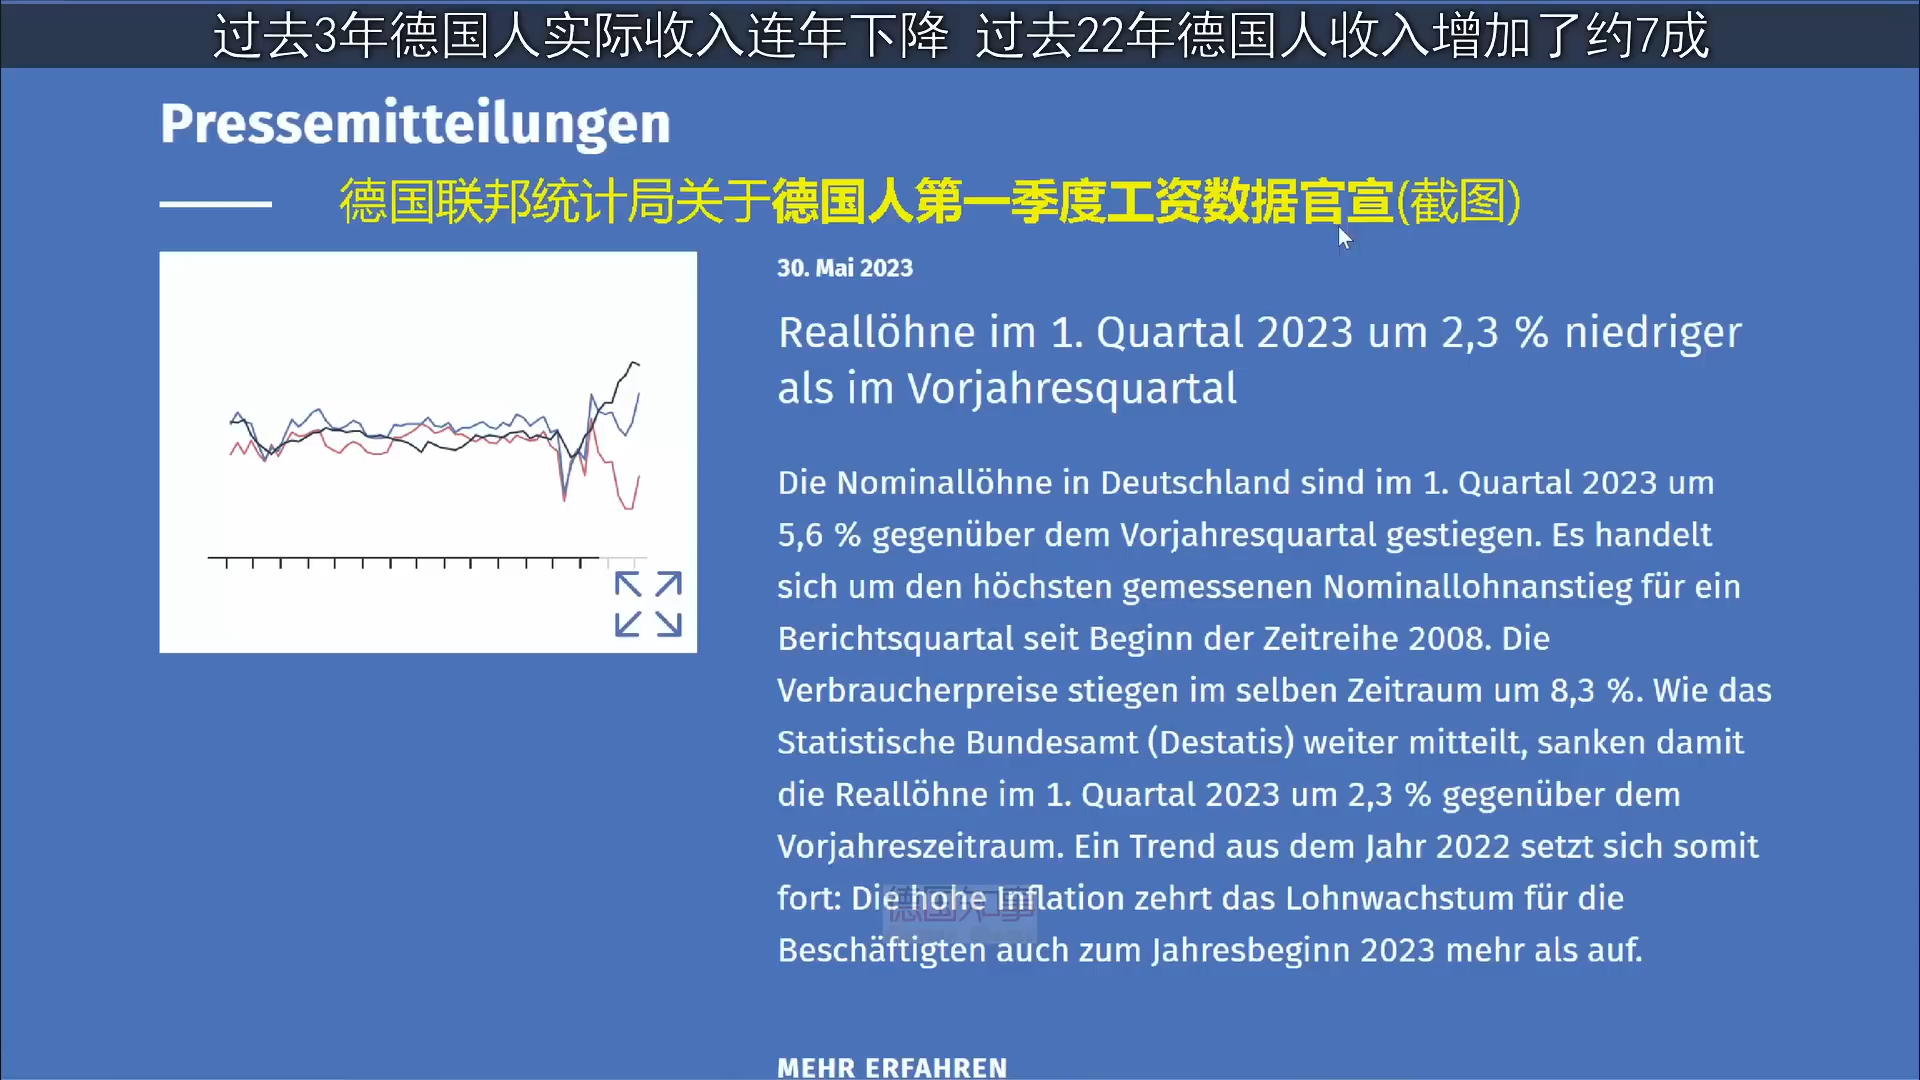 过去3年德国人实际收入连年下降 过去22年德国人收入增加了约7成
Pressemitteilungen
德国联邦统计局关于德国人第一季度工资数据官宣(截图)
30. Mai 2023
Reallöhne im 1. Quartal 2023 um 2,3 % niedriger
als im Vorjahresquartal
Die Nominallöhne in Deutschland sind im 1. Quartal 2023 um
5,6 % gegenüber dem Vorjahresquartal gestiegen. Es handelt
sich um den höchsten gemessenen Nominallohnanstieg für ein
Berichtsquartal seit Beginn der Zeitreihe 2008. Die
Verbraucherpreise stiegen im selben Zeitraum um 8,3 %. Wie das
Statistische Bundesamt (Destatis) weiter mitteilt, sanken damit
die Reallöhne im 1. Quartal 2023 um 2,3 % gegenüber dem
Vorjahreszeitraum. Ein Trend aus dem Jahr 2022 setzt sich somit
fort: Die hohe Inflation zehrt das Lohnwachstum für die
德国知事
Beschäftigten auch zum Jahresbeginn 2023 mehr als auf.
MEHR ERFAHREN